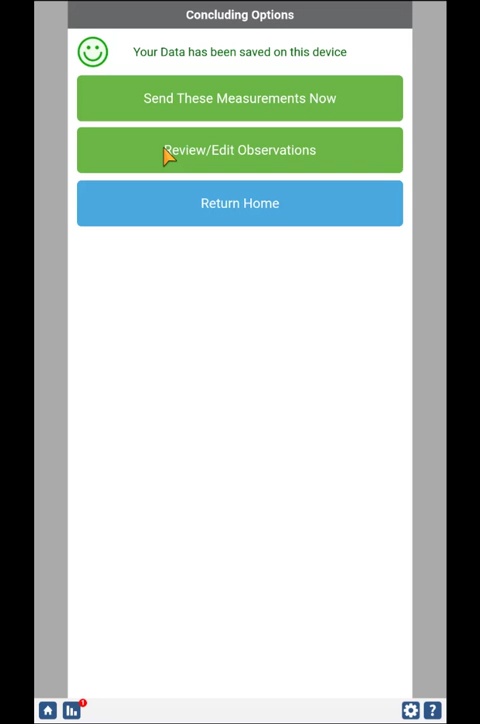 Concluding Options
Your Data has been saved on this device
Send These Measurements Now
Review/Edit Observations
Return Home
1
?